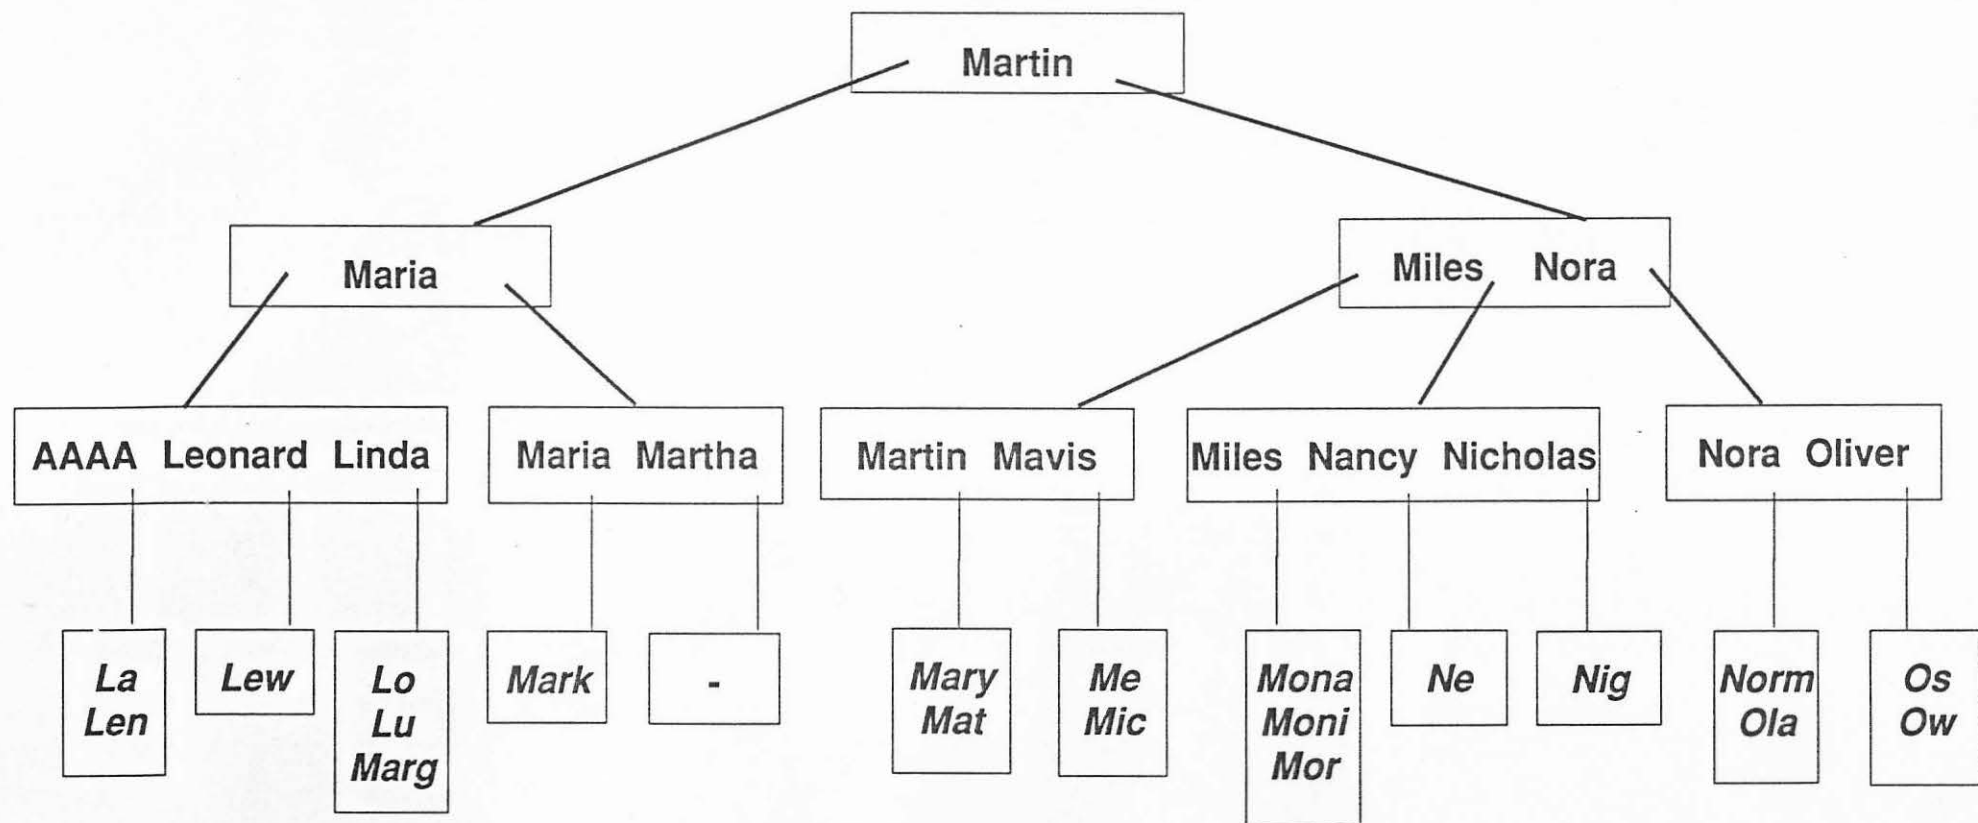 Martin
Maria
Miles Nora
AAAA Leonard Linda
Maria Martha
Martin Mavis
Miles Nancy Nicholas
Nora Oliver
La
Len
Lew
Lo
Lu
Marg
Mark
-
Mary
Mat
Me
Mic
Mona
Moni
Mor
Ne
Nig
Norm
Ola
Os
Ow